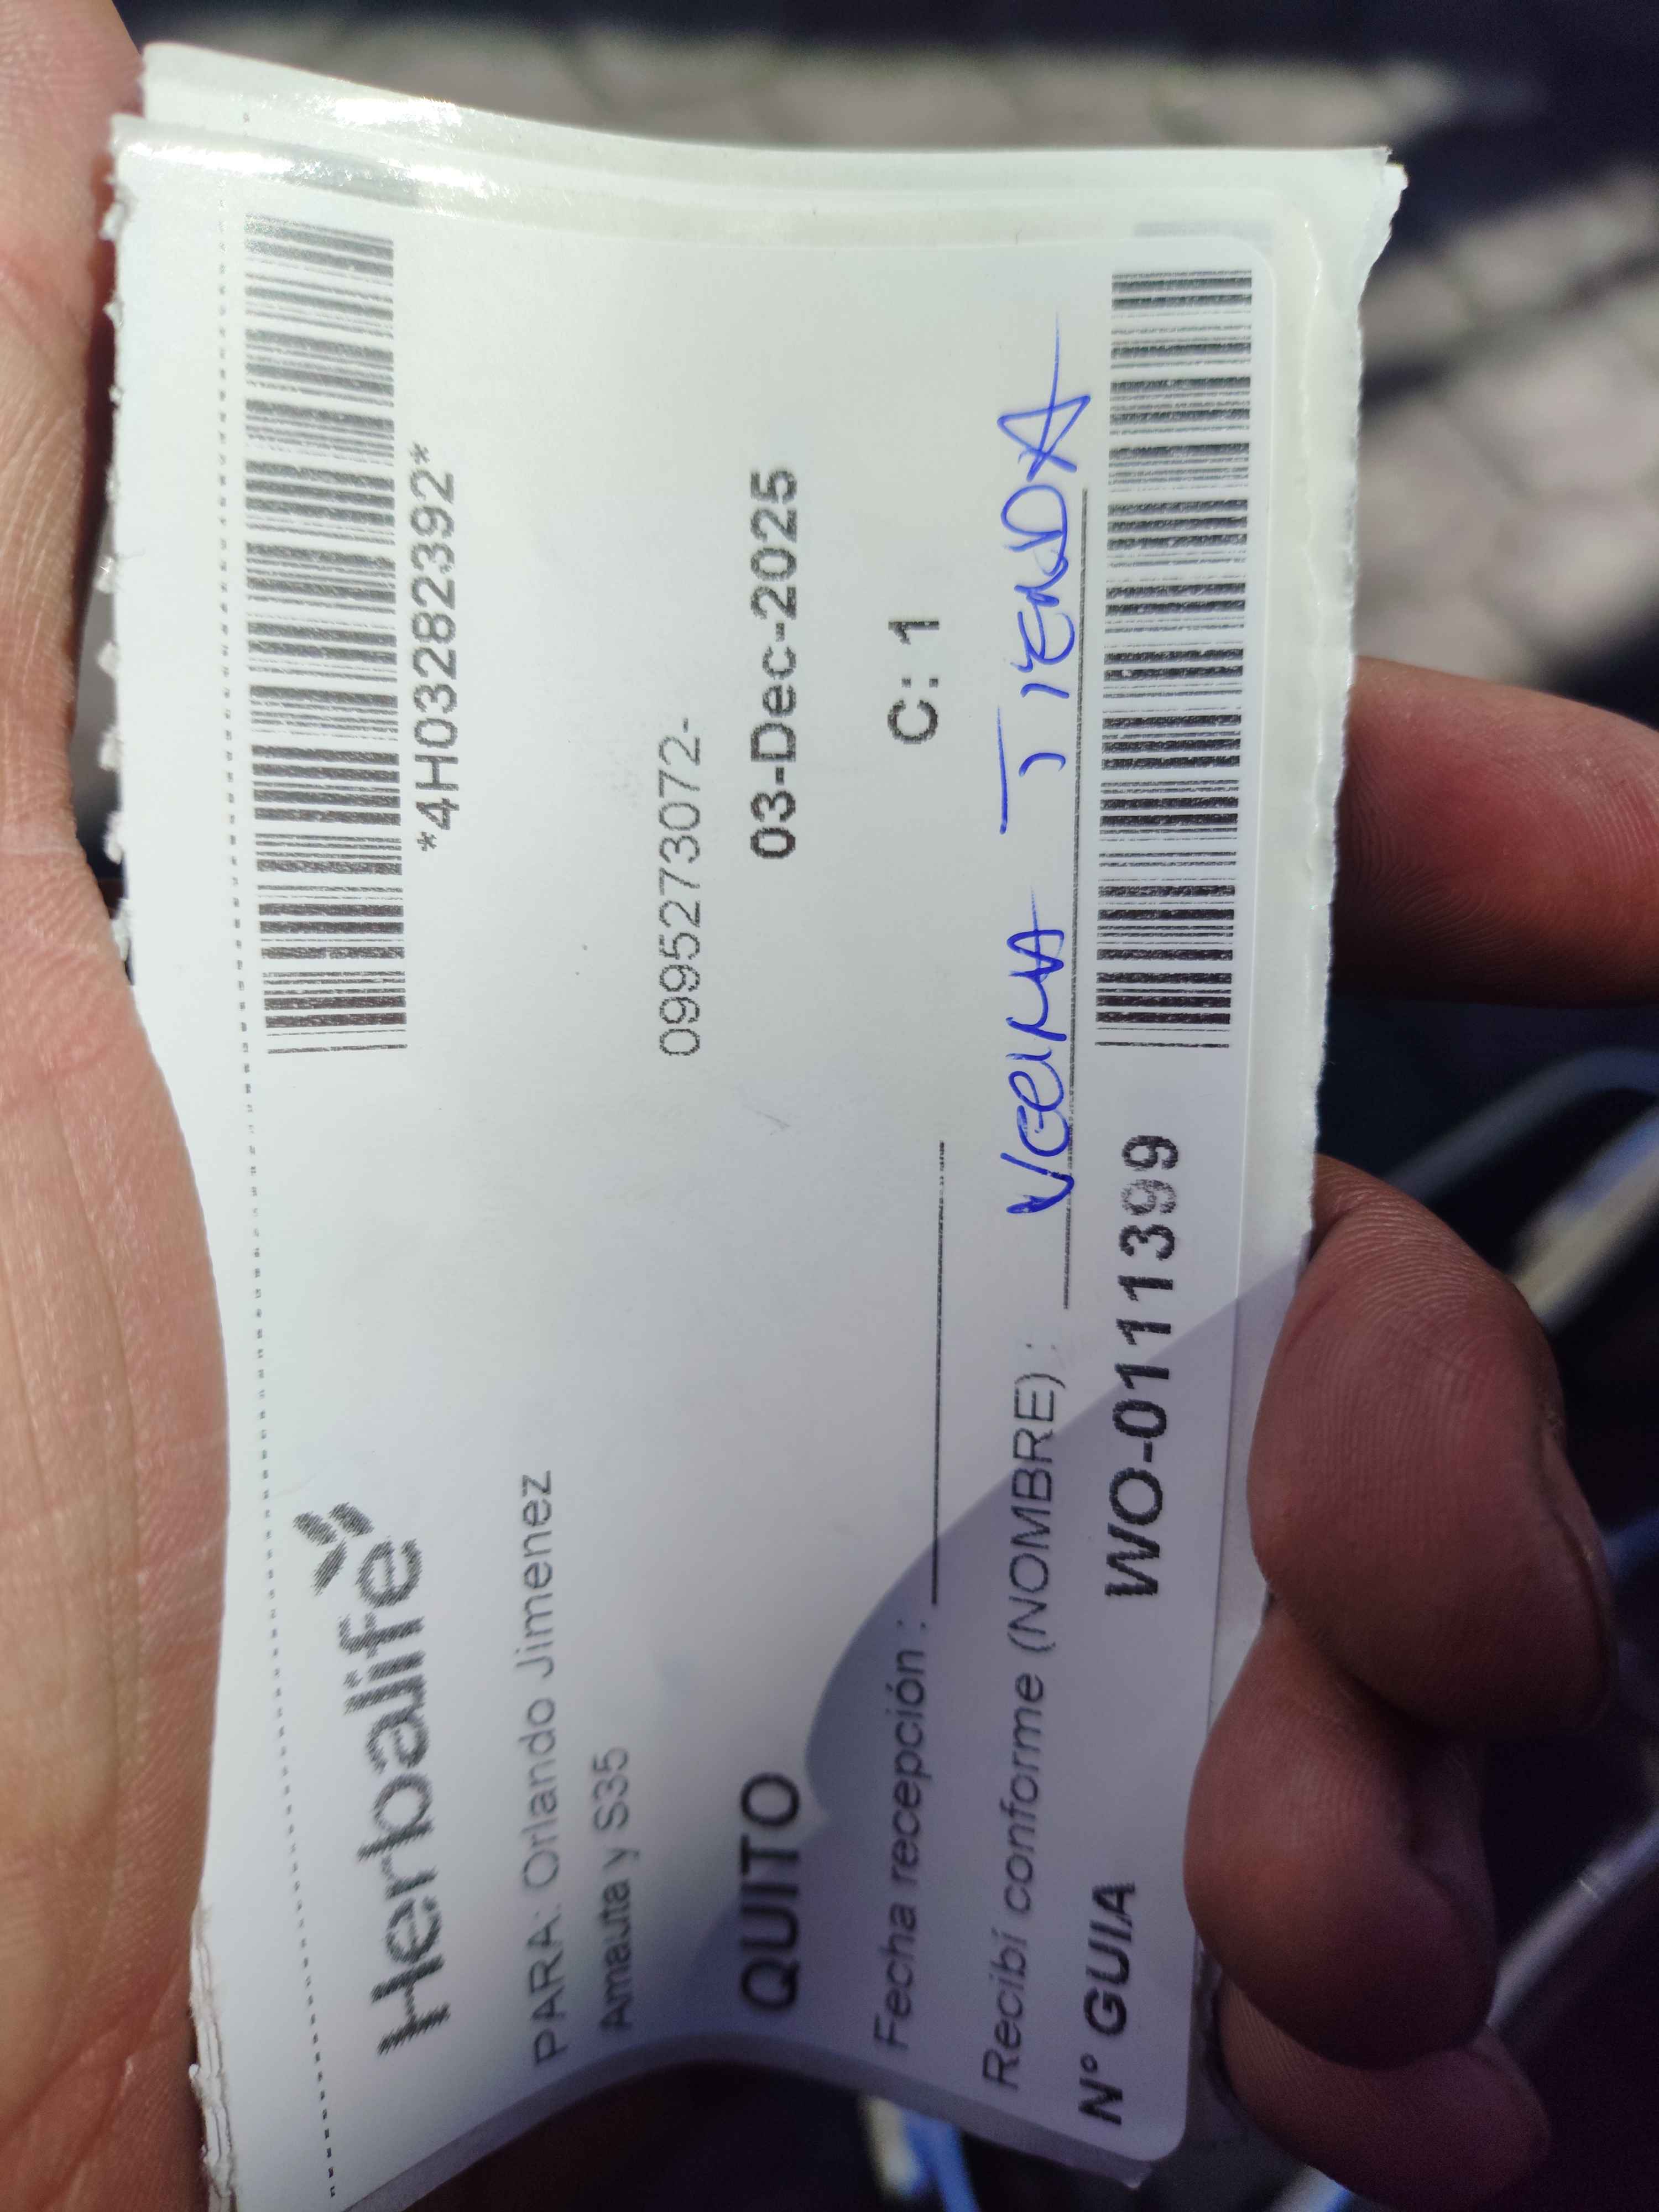 Herbalife
*4H03282392*
PARA: Orlando Jimenez
Amauta y S35
0995273072-
QUITO 03-Dec-2025
Fecha recepción : C: 1
Recibí conforme (NOMBRE) : TIENDA
N° GUIA WO-0111399